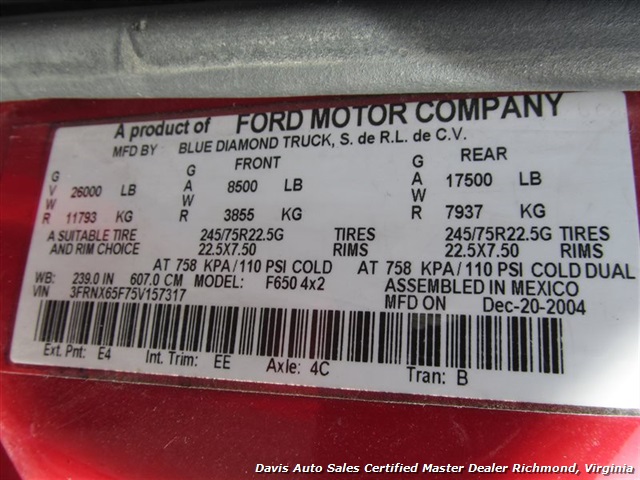 A product of FORD MOTOR COMPANY
MFD BY BLUE DIAMOND TRUCK, S. de R.L. de C.V.
FRONT REAR
G G G
V 26000 LB A 8500 LB A 17500 LB
W W W
R 11793 KG R 3855 KG R 7937 KG
A SUITABLE TIRE 245/75R22.5G TIRES 245/75R22.5G TIRES
AND RIM CHOICE 22.5X7.50 RIMS 22.5X7.50 RIMS
AT 758 KPA/110 PSI COLD AT 758 KPA/110 PSI COLD DUAL
WB: 239.0 IN 607.0 CM MODEL: F650 4x2 ASSEMBLED IN MEXICO
VIN 3FRNX65F75V157317 MFD ON Dec-20-2004
Ext. Pnt: E4 Int. Trim: EE Axle: 4C Tran: B
Davis Auto Sales Certified Master Dealer Richmond, Virginia